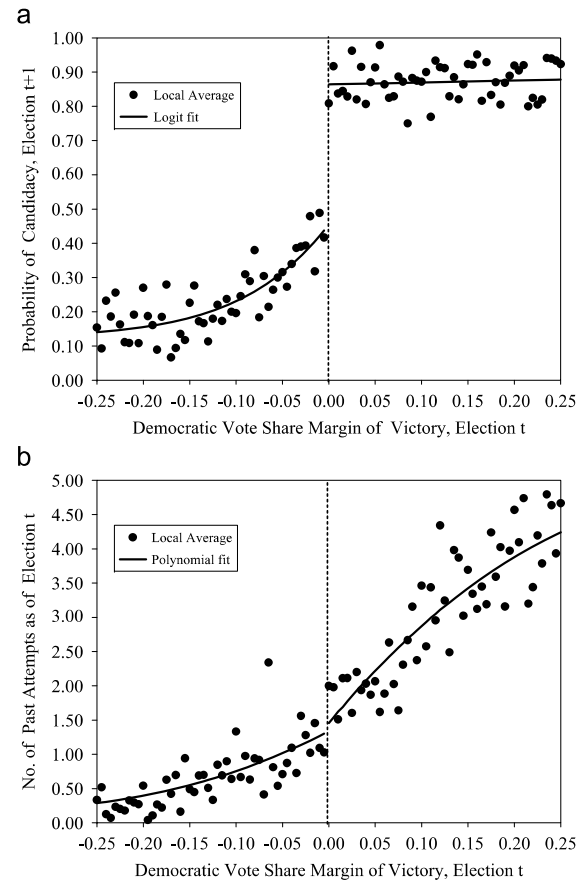 a
1.00
0.90
0.80
0.70
0.60
0.50
0.40
0.30
0.20
0.10
0.00
Probability of Candidacy, Election t+1
Local Average
Logit fit
-0.25 -0.20 -0.15 -0.10 -0.05 0.00 0.05 0.10 0.15 0.20 0.25
Democratic Vote Share Margin of Victory, Election t
b
5.00
4.50
4.00
3.50
3.00
2.50
2.00
1.50
1.00
0.50
0.00
No. of Past Attempts as of Election t
Local Average
Polynomial fit
-0.25 -0.20 -0.15 -0.10 -0.05 0.00 0.05 0.10 0.15 0.20 0.25
Democratic Vote Share Margin of Victory, Election t